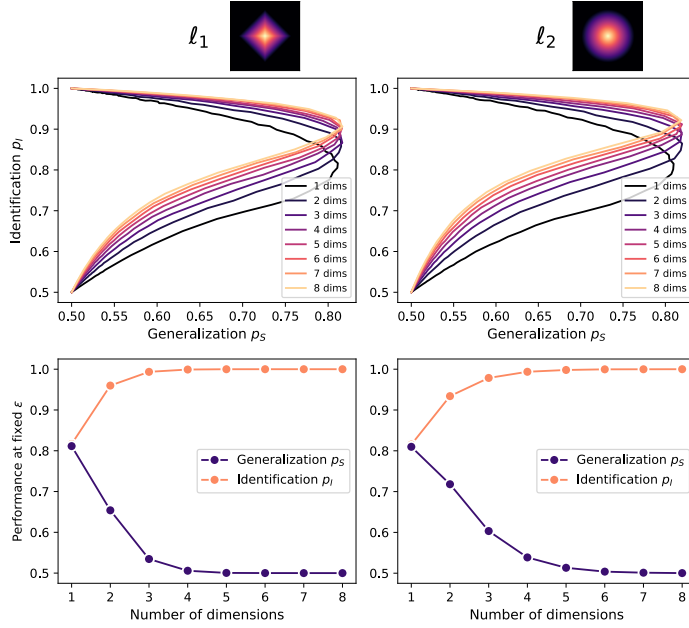 ℓ₁
ℓ₂
Identification p_I
1.0
0.9
0.8
0.7
0.6
0.5
1 dims
2 dims
3 dims
4 dims
5 dims
6 dims
7 dims
8 dims
0.50 0.55 0.60 0.65 0.70 0.75 0.80
Generalization p_S
1.0
0.9
0.8
0.7
0.6
0.5
1 dims
2 dims
3 dims
4 dims
5 dims
6 dims
7 dims
8 dims
0.50 0.55 0.60 0.65 0.70 0.75 0.80
Generalization p_S
Performance at fixed ε
1.0
0.9
0.8
0.7
0.6
0.5
Generalization p_S
Identification p_I
1 2 3 4 5 6 7 8
Number of dimensions
1.0
0.9
0.8
0.7
0.6
0.5
Generalization p_S
Identification p_I
1 2 3 4 5 6 7 8
Number of dimensions